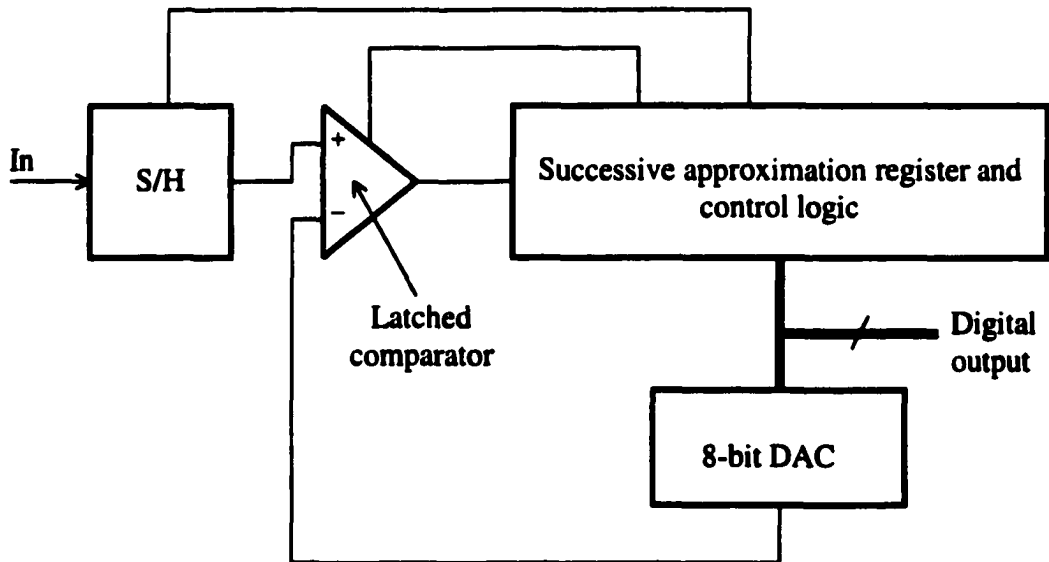 In
S/H
+
−
Successive approximation register and
control logic
Latched
comparator
Digital
output
8-bit DAC